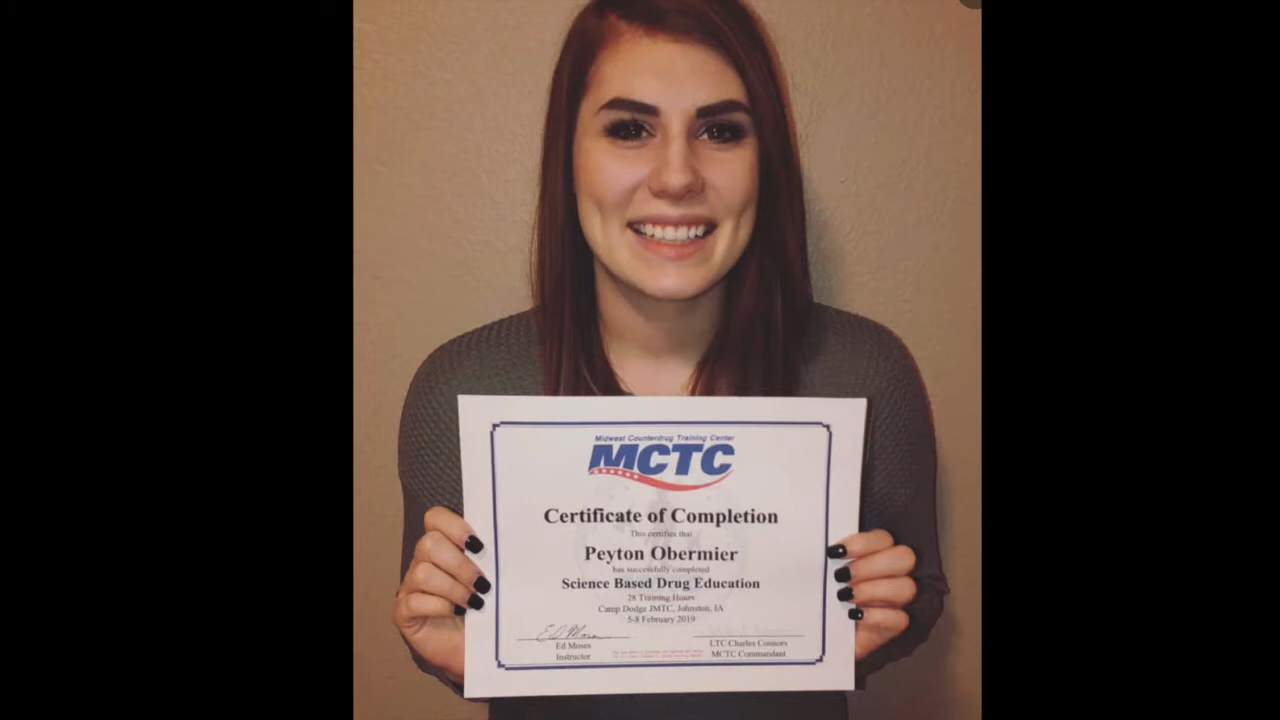 Midwest Counterdrug Training Center
MCTC
Certificate of Completion
This certifies that
Peyton Obermier
has successfully completed
Science Based Drug Education
28 Training Hours
Camp Dodge JMTC, Johnston, IA
5-8 February 2019
Ed Moses
LTC Charles Connors
Instructor
MCTC Commandant